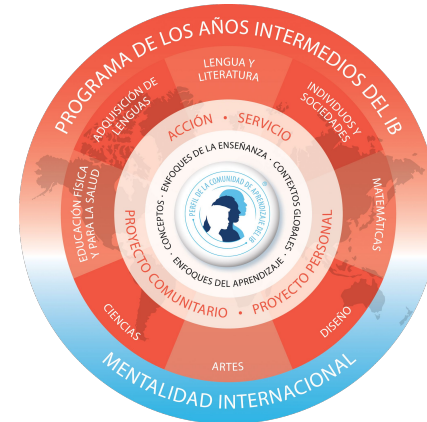 PROGRAMA DE LOS AÑOS INTERMEDIOS DEL IB
LENGUA Y
LITERATURA
ADQUISICIÓN DE
LENGUAS
INDIVIDUOS Y
SOCIEDADES
EDUCACIÓN FÍSICA
Y PARA LA SALUD
MATEMÁTICAS
CIENCIAS
ARTES
DISEÑO
ACCIÓN • SERVICIO
PROYECTO COMUNITARIO • PROYECTO PERSONAL
CONCEPTOS · ENFOQUES DE LA ENSEÑANZA · CONTEXTOS GLOBALES · ENFOQUES DEL APRENDIZAJE ·
PERFIL DE LA COMUNIDAD DE APRENDIZAJE DEL IB
MENTALIDAD INTERNACIONAL